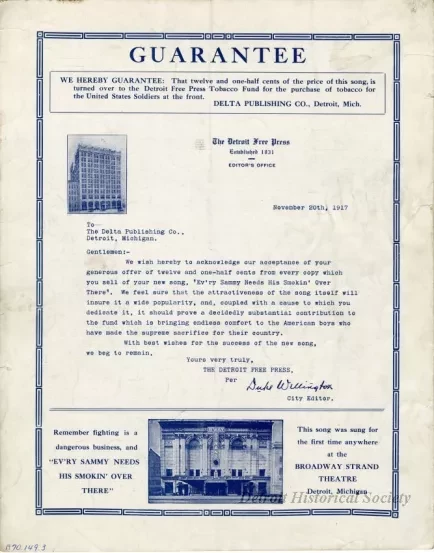 GUARANTEE
WE HEREBY GUARANTEE: That twelve and one-half cents of the price of this song, is
turned over to the Detroit Free Press Tobacco Fund for the purchase of tobacco for
the United States Soldiers at the front.
DELTA PUBLISHING CO., Detroit, Mich.
The Detroit Free Press
Established 1831
EDITOR'S OFFICE
November 20th, 1917
To
The Delta Publishing Co.,
Detroit, Michigan.
Gentlemen:-
We wish hereby to acknowledge our acceptance of your
generous offer of twelve and one-half cents from every copy which
you sell of your new song, "Ev'ry Sammy Needs His Smokin' Over
There". We feel sure that the attractiveness of the song itself will
insure it a wide popularity, and, coupled with a cause to which you
dedicate it, it should prove a decidedly substantial contribution to
the fund which is bringing endless comfort to the American boys who
have made the supreme sacrifice for their country.
With best wishes for the success of the new song,
we beg to remain,
Yours very truly,
THE DETROIT FREE PRESS,
Per Duke Wellington
City Editor.
Remember fighting is a
dangerous business, and
"EV'RY SAMMY NEEDS
HIS SMOKIN' OVER
THERE"
This song was sung for
the first time anywhere
at the
BROADWAY STRAND
THEATRE
Detroit, Michigan
Detroit Historical Society